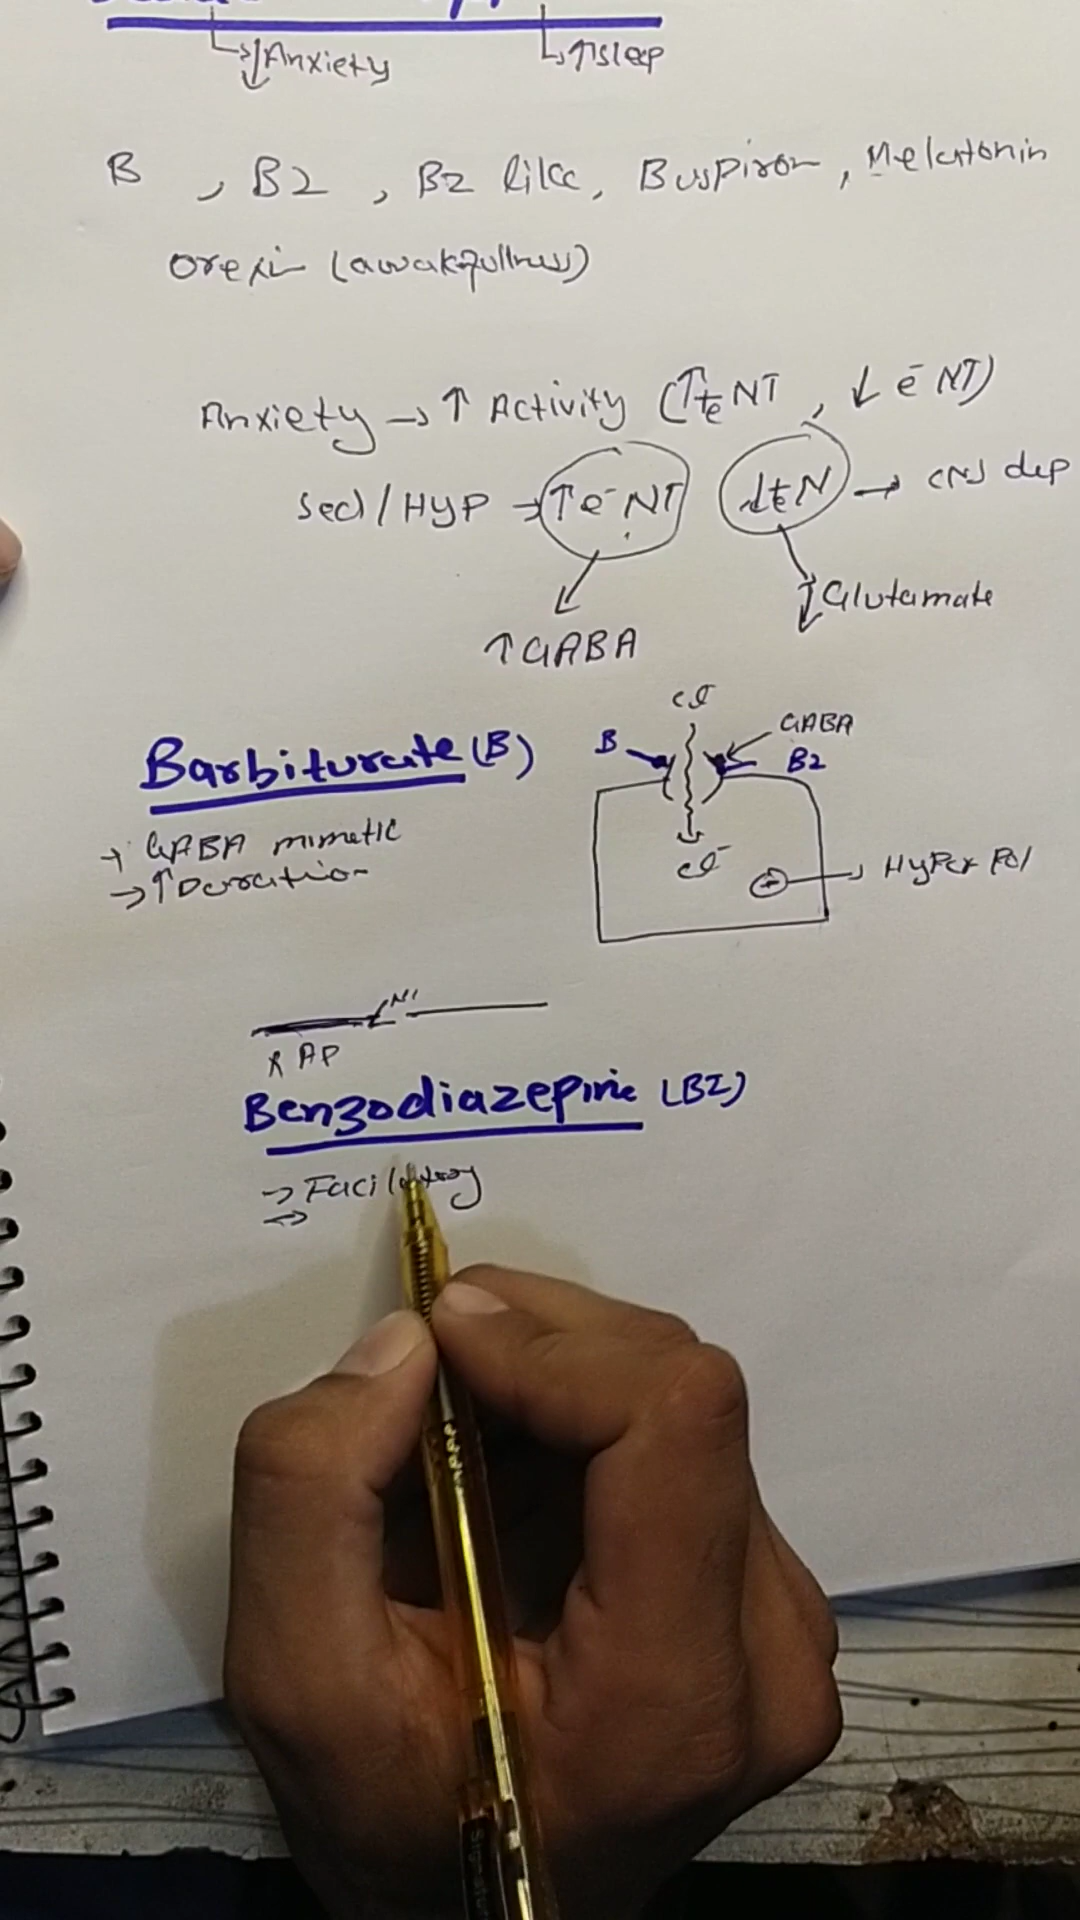 ↓Anxiety ↑Sleep
B , BZ , BZ like, Buspiron, Melatonin
Orexin (awakefullness)
Anxiety → ↑ Activity (↑+e NT, ↓ e⁻ NT)
Sed/HYP → ↑e⁻NT ↓+eN → CNS dep
↓Glutamate
↑GABA
Cl⁻
GABA
Barbiturate (B) B BZ
→ GABA mimetic
→ ↑Duration
Cl⁻
+ → Hyper Pol
AP
Benzodiazepine (BZ)
→
→